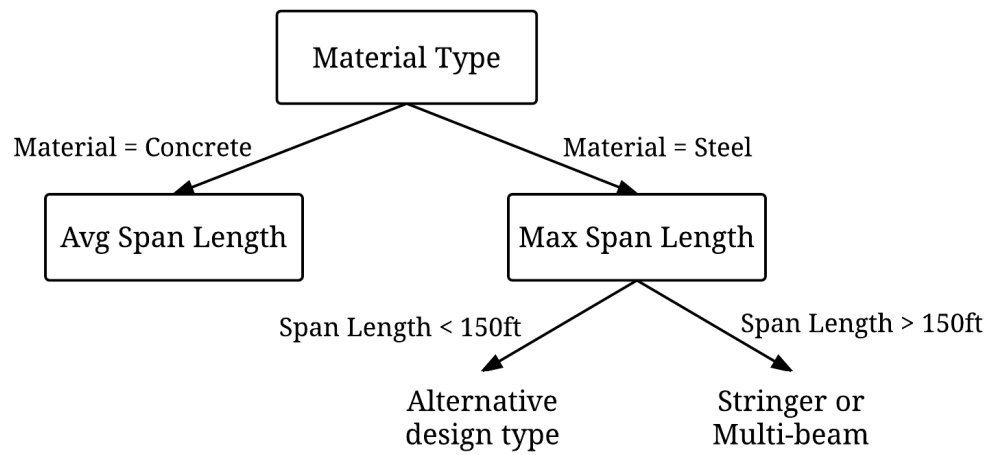 Material Type
Material = Concrete
Material = Steel
Avg Span Length
Max Span Length
Span Length < 150ft
Span Length > 150ft
Alternative
design type
Stringer or
Multi-beam